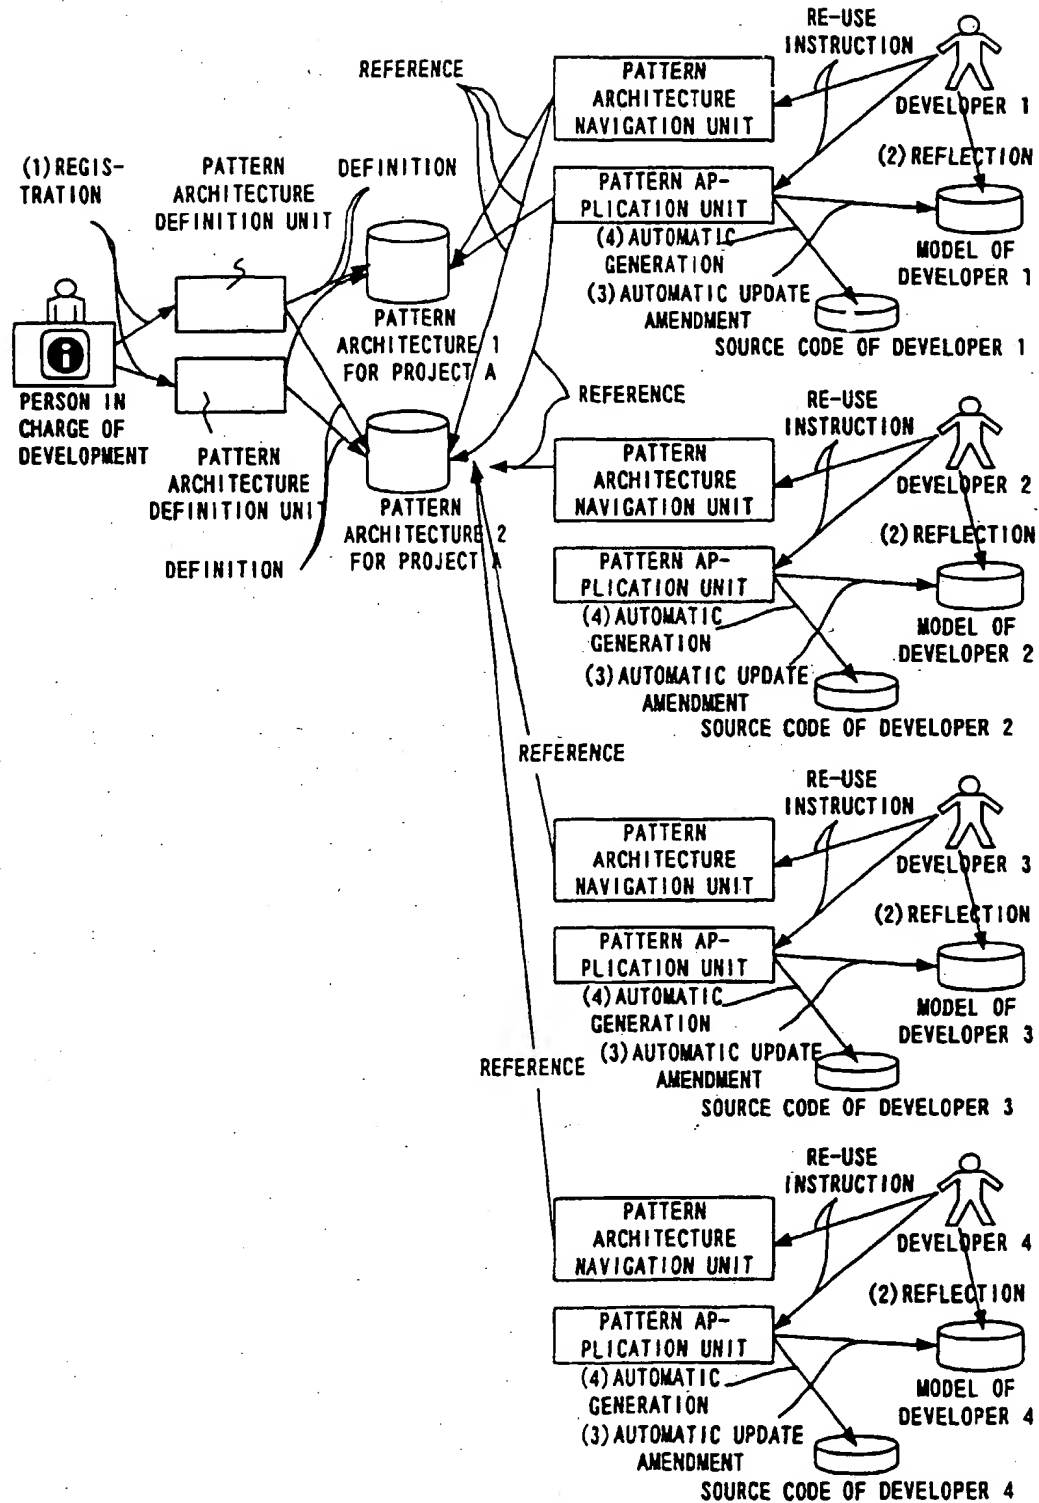 REFERENCE
(1) REGIS-
TRATION
PATTERN
ARCHITECTURE
DEFINITION UNIT
DEFINITION
PATTERN
ARCHITECTURE 1
FOR PROJECT A
PERSON IN
CHARGE OF
DEVELOPMENT
PATTERN
ARCHITECTURE
DEFINITION UNIT
DEFINITION
PATTERN
ARCHITECTURE 2
FOR PROJECT A
RE-USE
INSTRUCTION
PATTERN
ARCHITECTURE
NAVIGATION UNIT
DEVELOPER 1
(2) REFLECTION
PATTERN AP-
PLICATION UNIT
(4) AUTOMATIC
GENERATION
(3) AUTOMATIC UPDATE
AMENDMENT
MODEL OF
DEVELOPER 1
SOURCE CODE OF DEVELOPER 1
REFERENCE
RE-USE
INSTRUCTION
PATTERN
ARCHITECTURE
NAVIGATION UNIT
DEVELOPER 2
(2) REFLECTION
PATTERN AP-
PLICATION UNIT
(4) AUTOMATIC
GENERATION
(3) AUTOMATIC UPDATE
AMENDMENT
MODEL OF
DEVELOPER 2
SOURCE CODE OF DEVELOPER 2
REFERENCE
RE-USE
INSTRUCTION
PATTERN
ARCHITECTURE
NAVIGATION UNIT
DEVELOPER 3
(2) REFLECTION
PATTERN AP-
PLICATION UNIT
(4) AUTOMATIC
GENERATION
(3) AUTOMATIC UPDATE
AMENDMENT
MODEL OF
DEVELOPER 3
SOURCE CODE OF DEVELOPER 3
REFERENCE
RE-USE
INSTRUCTION
PATTERN
ARCHITECTURE
NAVIGATION UNIT
DEVELOPER 4
(2) REFLECTION
PATTERN AP-
PLICATION UNIT
(4) AUTOMATIC
GENERATION
(3) AUTOMATIC UPDATE
AMENDMENT
MODEL OF
DEVELOPER 4
SOURCE CODE OF DEVELOPER 4